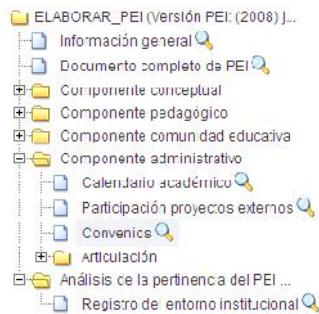 ELABORAR_PEI (Versión PEI: (2008) j...
Información general
Documento completo de PEI
Componente conceptual
Componente pedagógico
Componente comunidad educativa
Componente administrativo
Calendario académico
Participación proyectos externos
Convenios
Articulación
Análisis de la pertinencia del PEI ...
Registro del entorno institucional